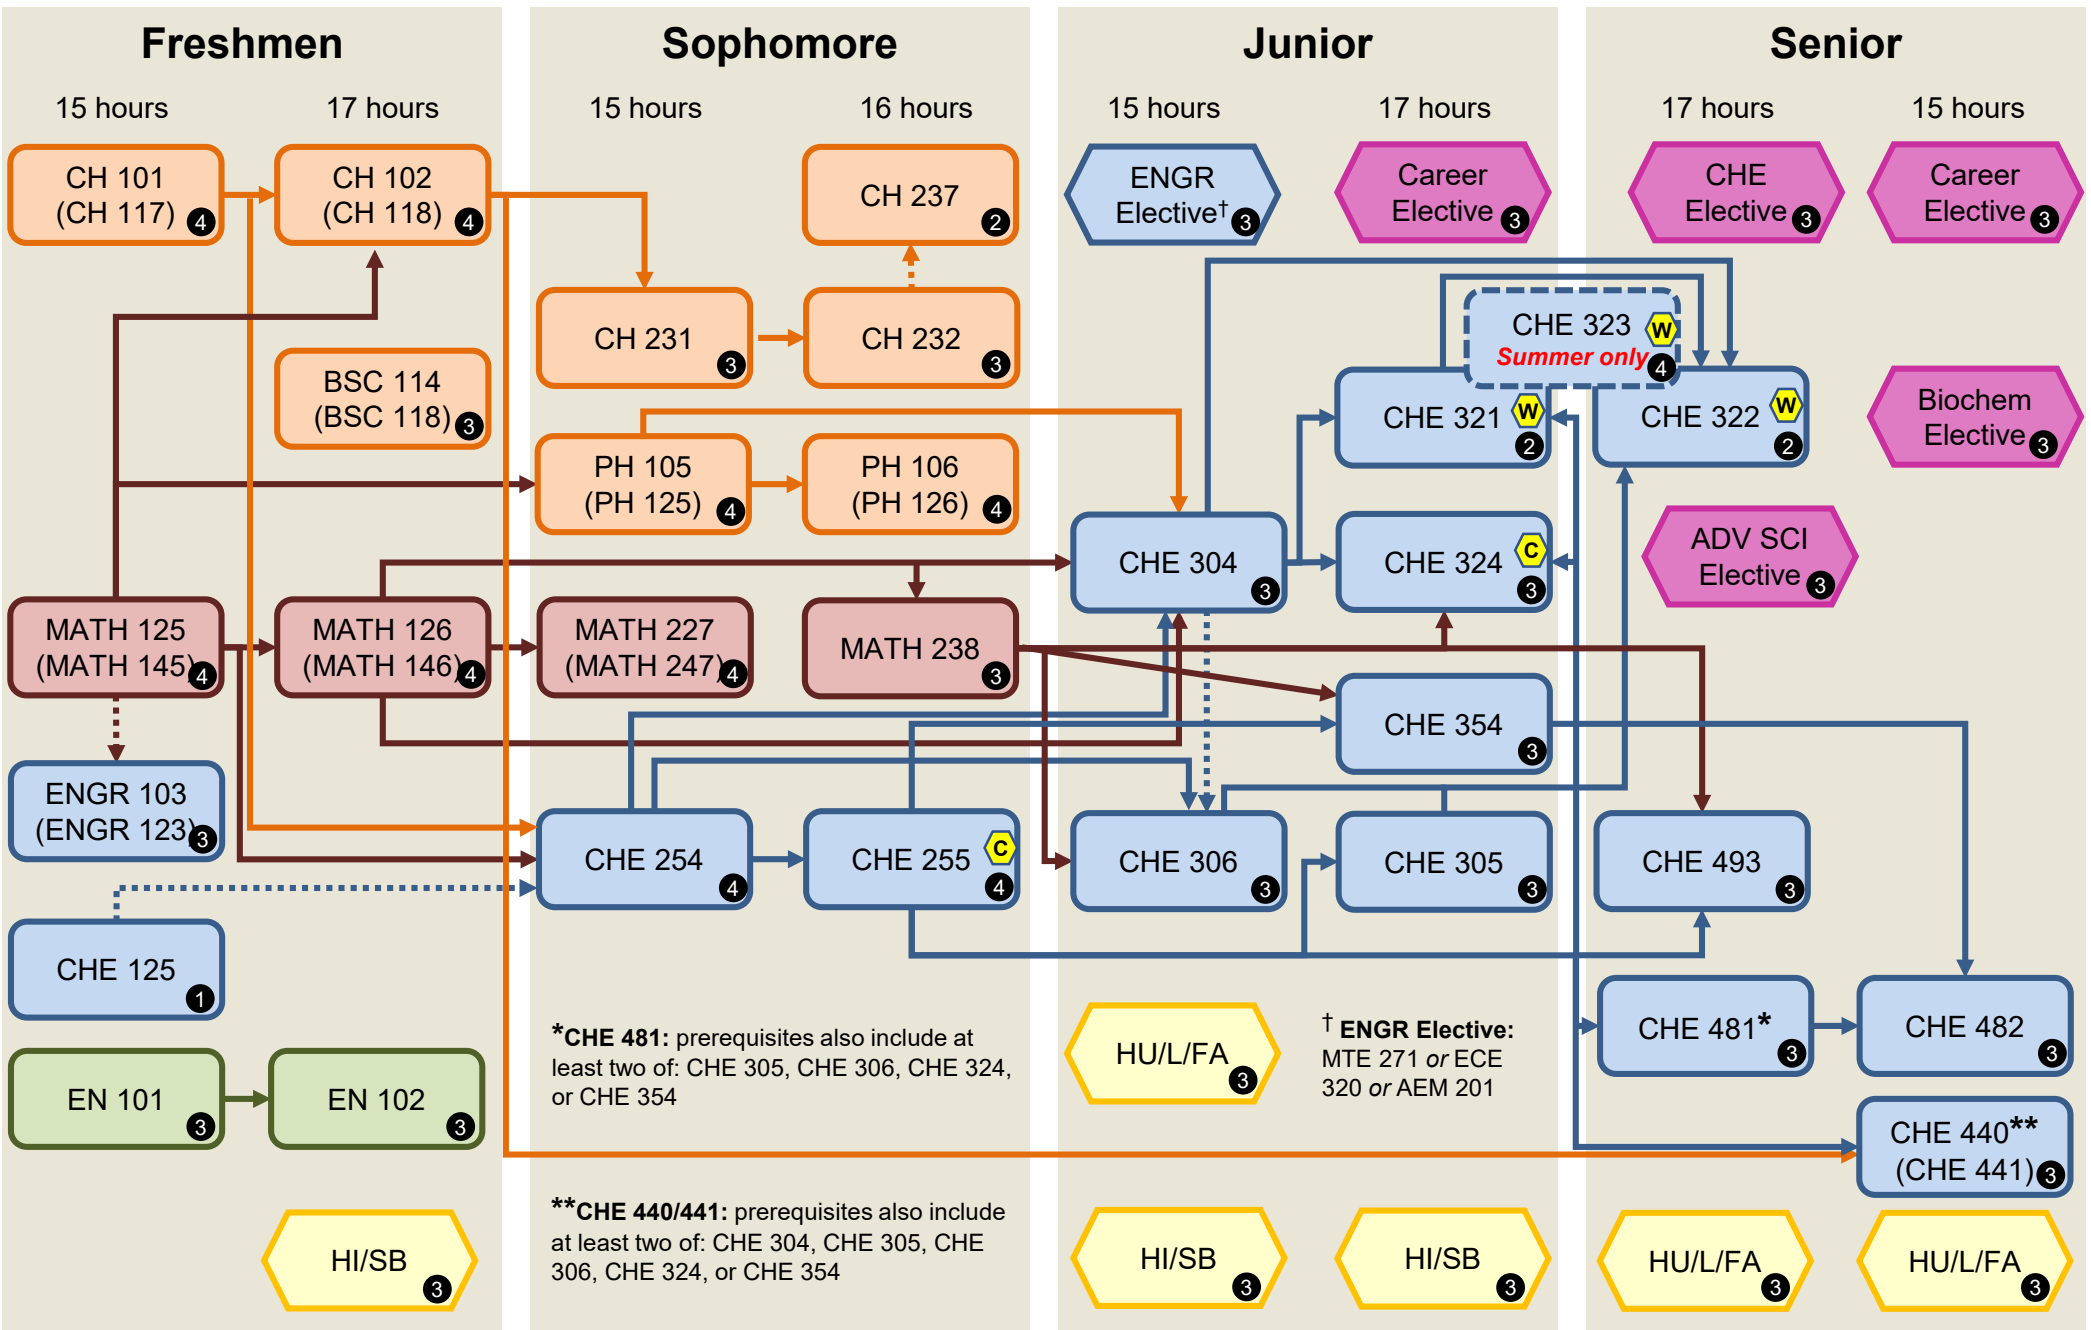 Freshmen
Sophomore
Junior
Senior
15 hours
17 hours
15 hours
16 hours
15 hours
17 hours
17 hours
15 hours
CH 101
(CH 117)
4
CH 102
(CH 118)
4
CH 237
2
ENGR
Elective†
3
Career
Elective
3
CHE
Elective
3
Career
Elective
3
CH 231
3
CH 232
3
CHE 323
W
Summer only
4
BSC 114
(BSC 118)
3
CHE 321
W
2
CHE 322
W
2
Biochem
Elective
3
PH 105
(PH 125)
4
PH 106
(PH 126)
4
CHE 304
3
CHE 324
C
3
ADV SCI
Elective
3
MATH 125
(MATH 145)
4
MATH 126
(MATH 146)
4
MATH 227
(MATH 247)
4
MATH 238
3
CHE 354
3
ENGR 103
(ENGR 123)
3
CHE 254
4
CHE 255
C
4
CHE 306
3
CHE 305
3
CHE 493
3
CHE 125
1
*CHE 481: prerequisites also include at
least two of: CHE 305, CHE 306, CHE 324,
or CHE 354
HU/L/FA
3
† ENGR Elective:
MTE 271 or ECE
320 or AEM 201
CHE 481*
3
CHE 482
3
EN 101
3
EN 102
3
CHE 440**
(CHE 441)
3
**CHE 440/441: prerequisites also include
at least two of: CHE 304, CHE 305, CHE
306, CHE 324, or CHE 354
HI/SB
3
HI/SB
3
HI/SB
3
HU/L/FA
3
HU/L/FA
3